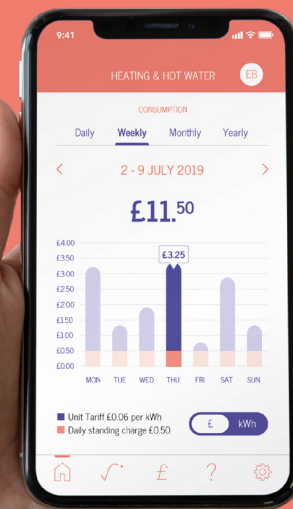 9:41
HEATING & HOT WATER EB
CONSUMPTION
Daily Weekly Monthly Yearly
< 2 - 9 JULY 2019 >
£11.50
£4.00
£3.50
£3.25
£3.00
£2.50
£2.00
£1.50
£1.00
£0.50
£0.00
MON TUE WED THU FRI SAT SUN
Unit Tariff £0.06 per kWh
Daily standing charge £0.50
£ kWh
£ ?